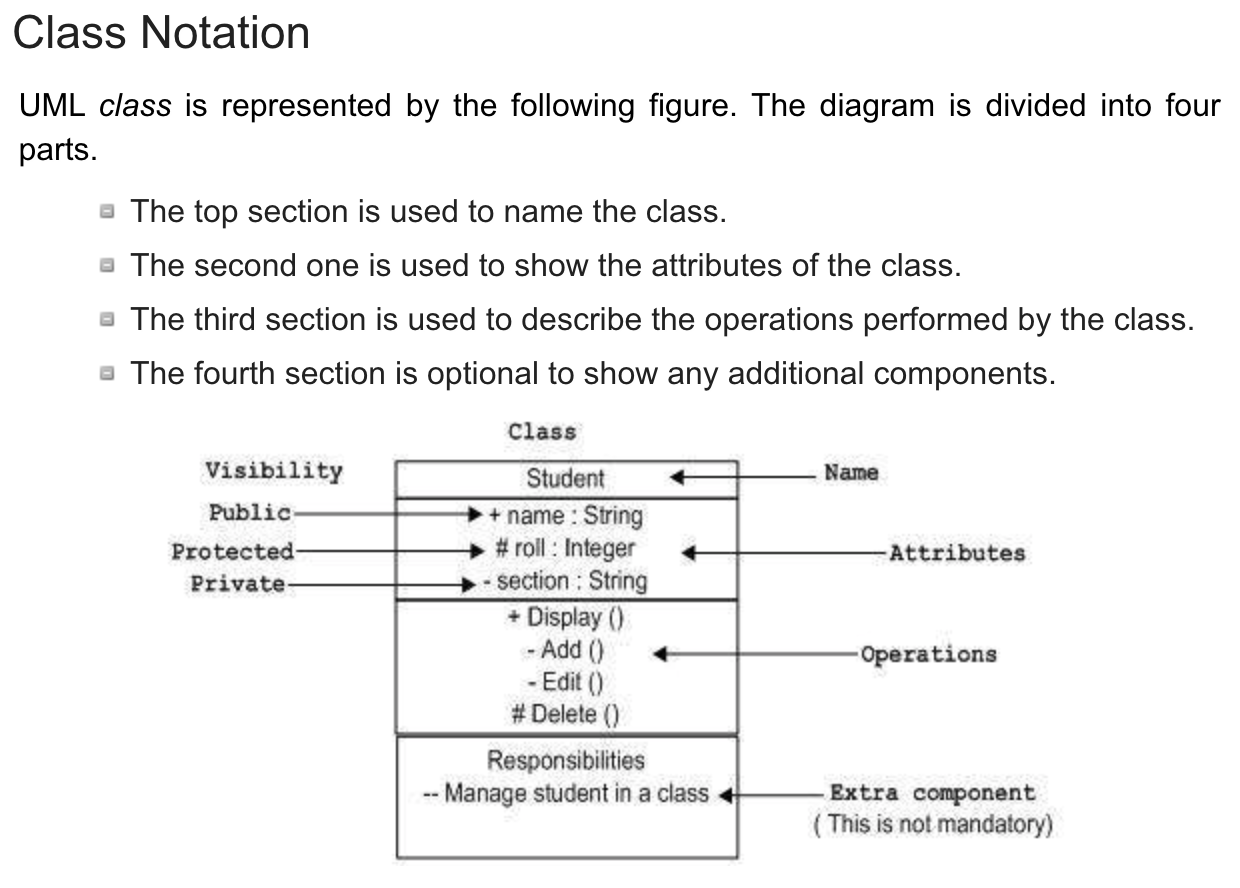 Class Notation
UML class is represented by the following figure. The diagram is divided into four
parts.
The top section is used to name the class.
The second one is used to show the attributes of the class.
The third section is used to describe the operations performed by the class.
The fourth section is optional to show any additional components.
Class
Visibility
Student
Name
Public
+ name : String
Protected
# roll : Integer
Attributes
Private
- section : String
+ Display ()
- Add ()
Operations
- Edit ()
# Delete ()
Responsibilities
-- Manage student in a class
Extra component
( This is not mandatory)